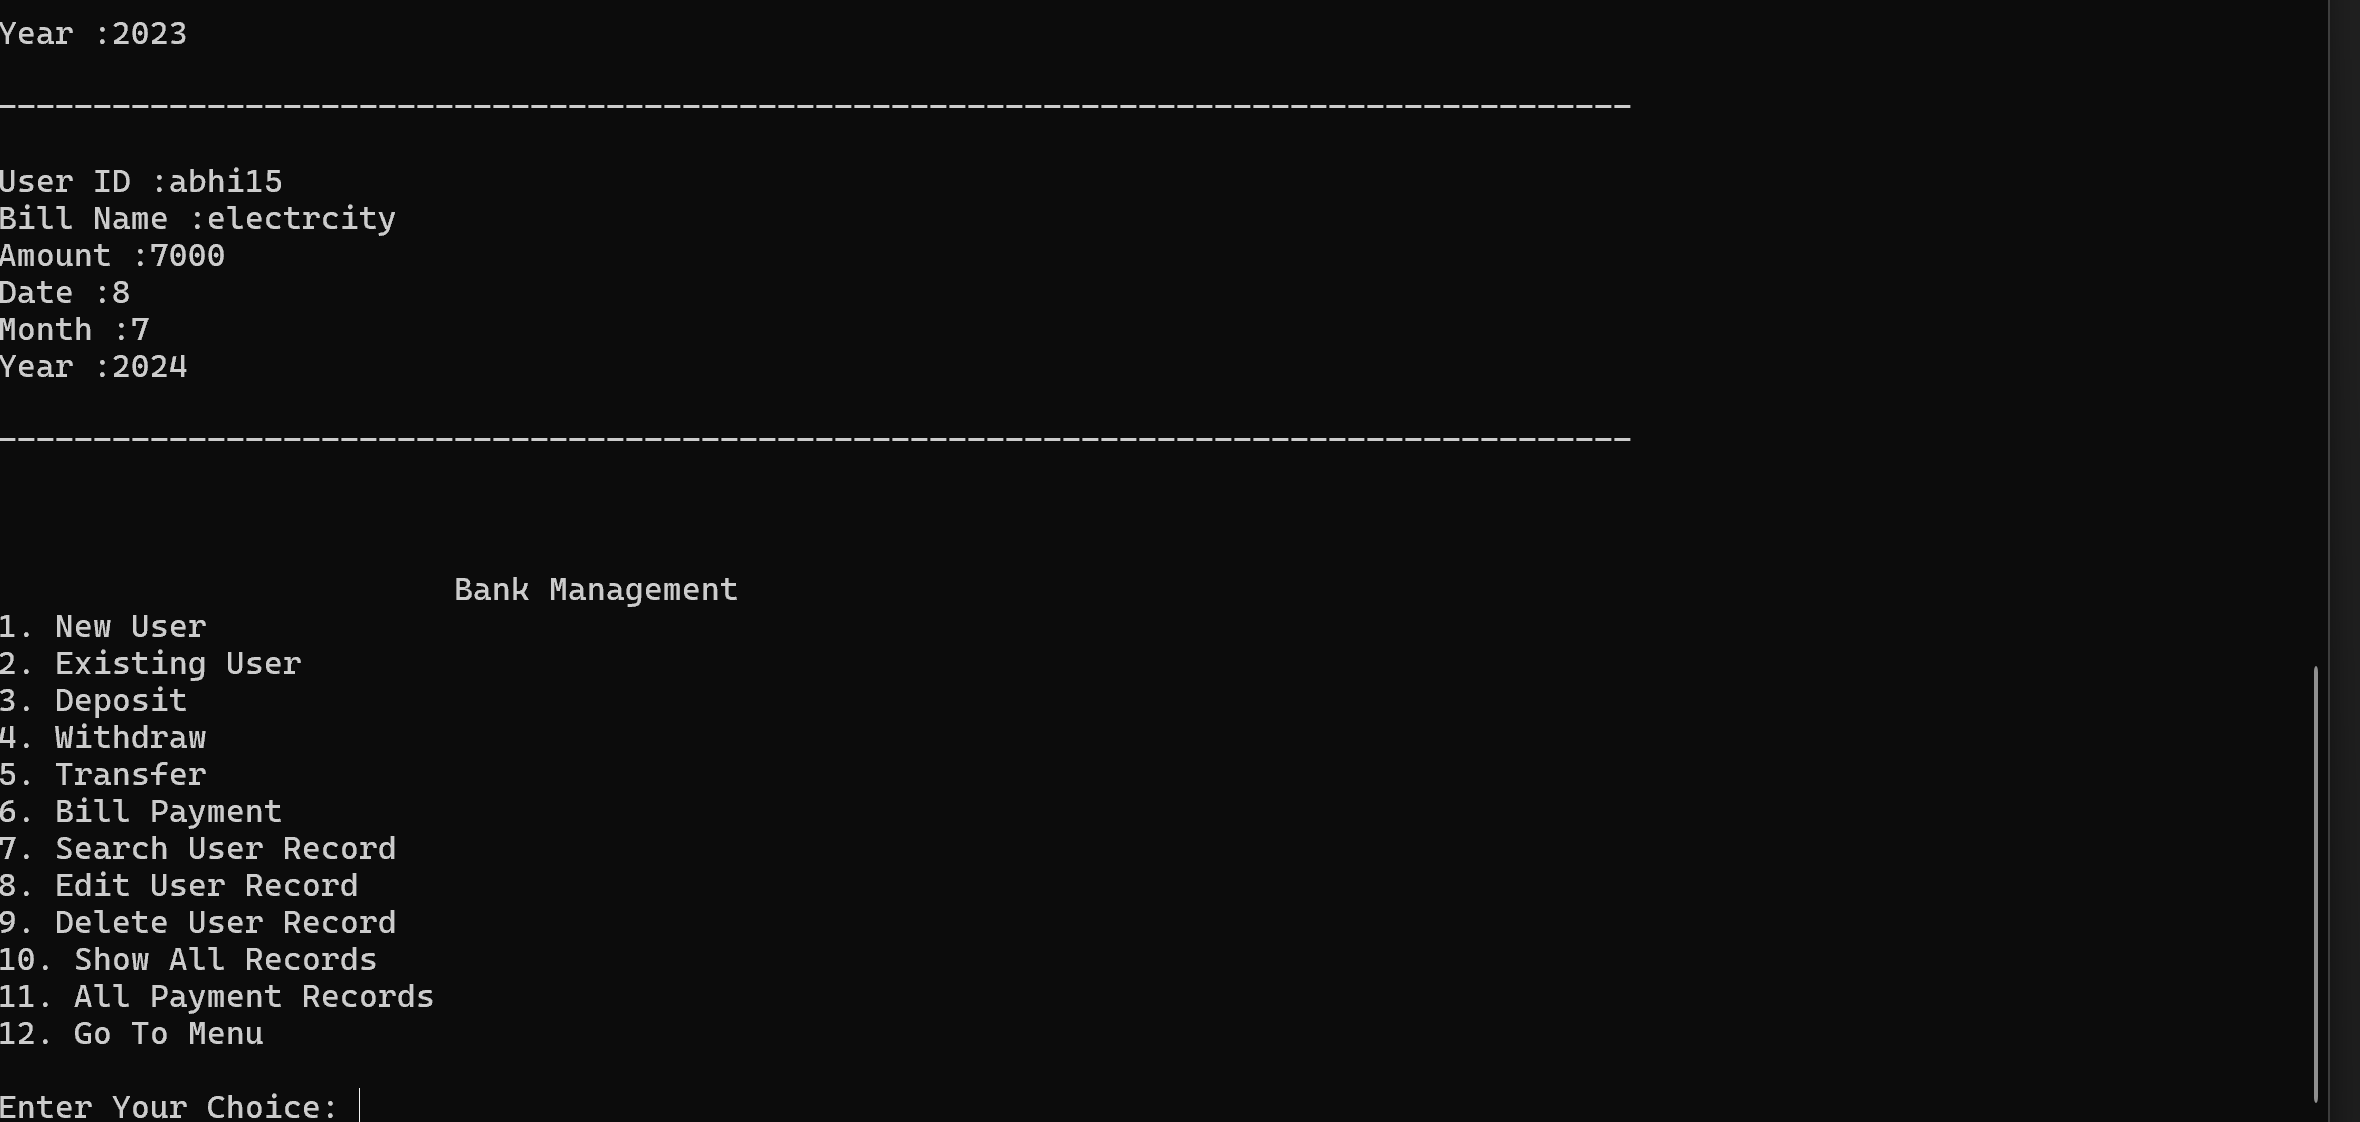 Year :2023
--------------------------------------------------------------------------------------
User ID :abhi15
Bill Name :electrcity
Amount :7000
Date :8
Month :7
Year :2024
--------------------------------------------------------------------------------------
Bank Management
1. New User
2. Existing User
3. Deposit
4. Withdraw
5. Transfer
6. Bill Payment
7. Search User Record
8. Edit User Record
9. Delete User Record
10. Show All Records
11. All Payment Records
12. Go To Menu
Enter Your Choice: